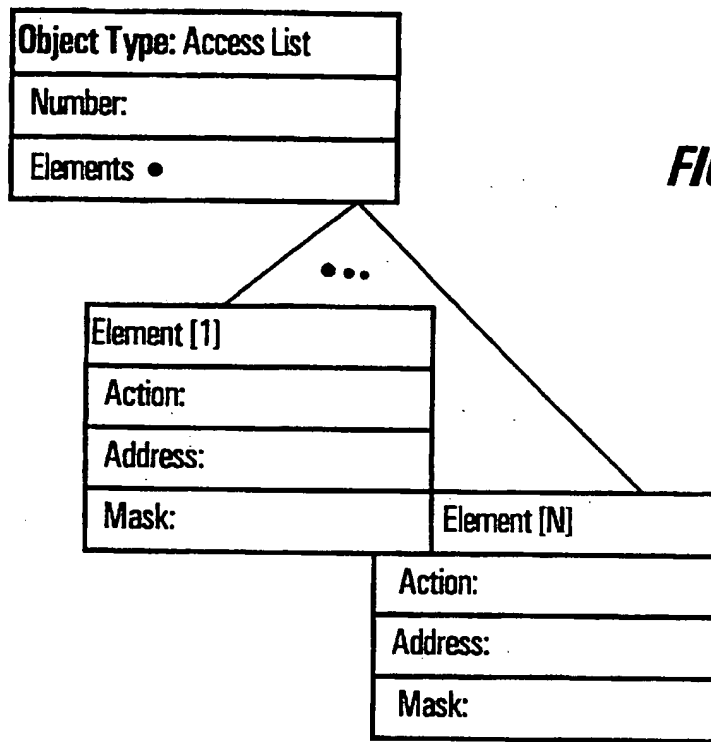 Object Type: Access List
Number:
Elements •
Element [1]
Action:
Address:
Mask:
Element [N]
Action:
Address:
Mask: